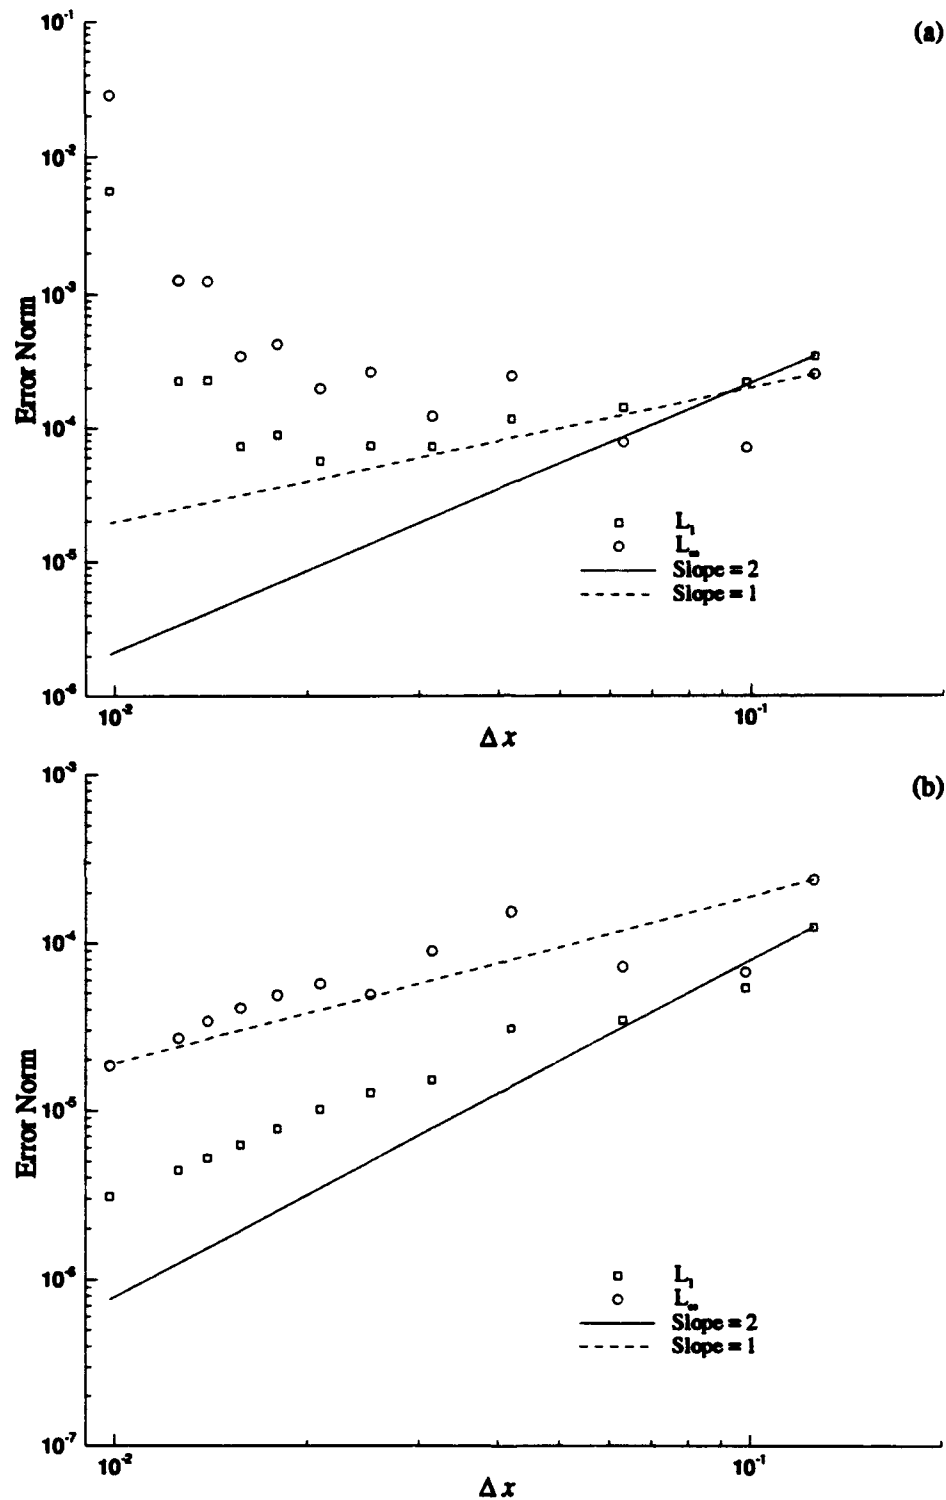 (a)
10⁻¹
10⁻²
10⁻³
10⁻⁴
10⁻⁵
10⁻⁶
Error Norm
L₁
L∞
Slope = 2
Slope = 1
10⁻² 10⁻¹
Δ x
(b)
10⁻³
10⁻⁴
10⁻⁵
10⁻⁶
10⁻⁷
Error Norm
L₁
L∞
Slope = 2
Slope = 1
10⁻² 10⁻¹
Δ x